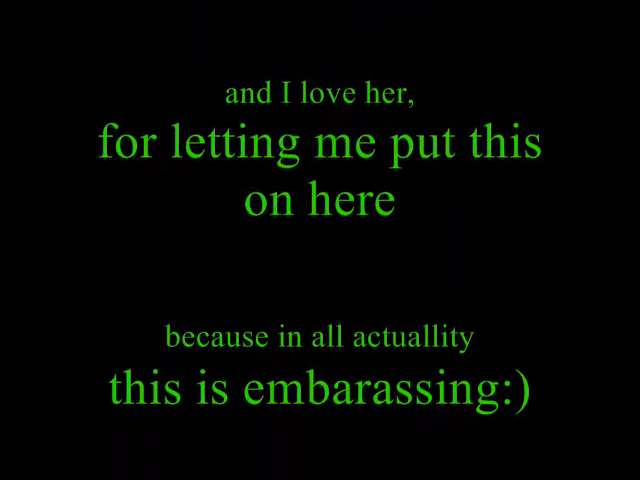 and I love her,
for letting me put this
on here
because in all actuallity
this is embarassing:)